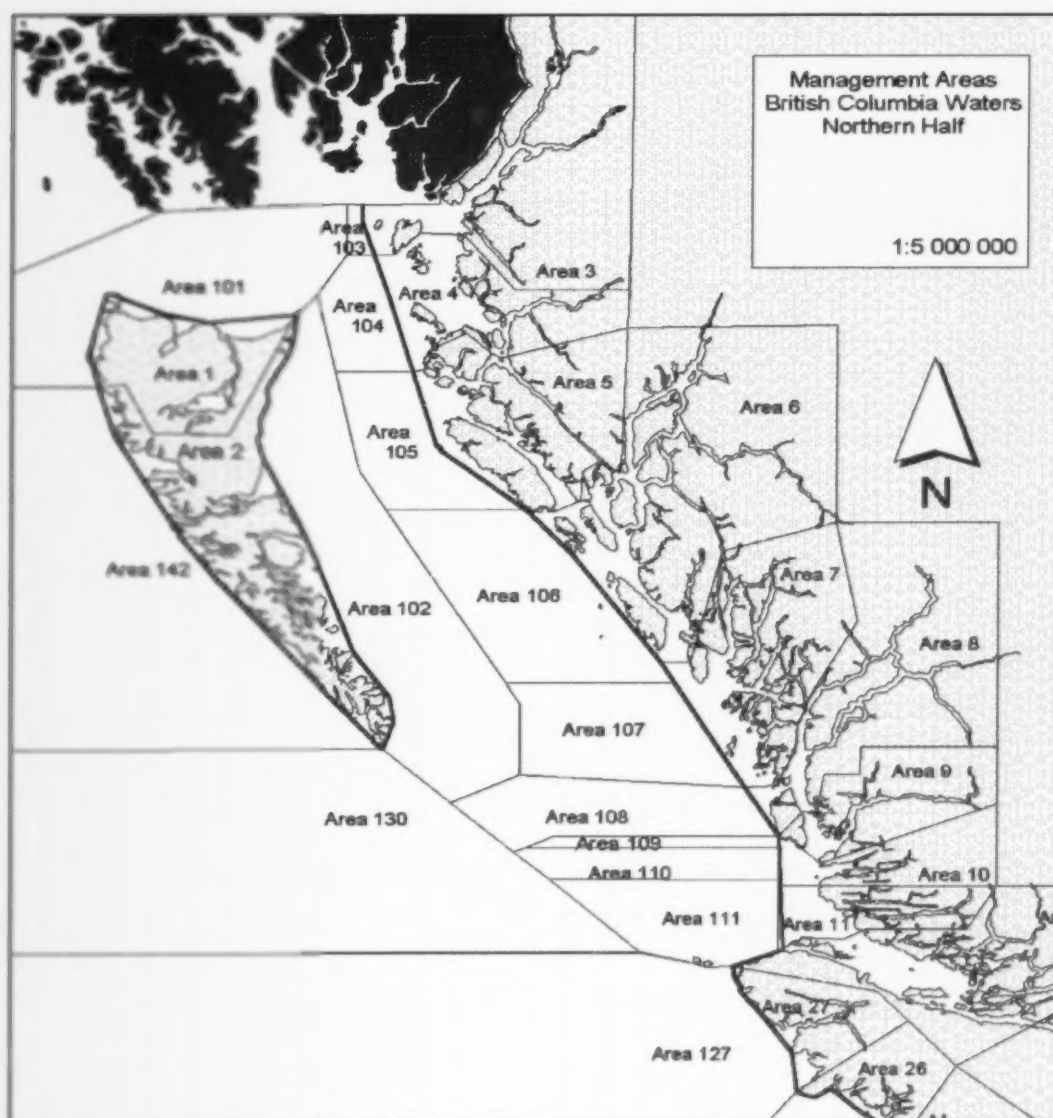 Management Areas
British Columbia Waters
Northern Half
1:5 000 000
Area
103
Area 3
Area 101
Area 4
Area
104
Area 1
Area 5
Area 6
Area
105
Area 2
N
Area 142
Area 102
Area 106
Area 7
Area 8
Area 107
Area 9
Area 130
Area 108
Area 109
Area 110
Area 10
Area 111
Area 11
Area 27
Area 127
Area 26